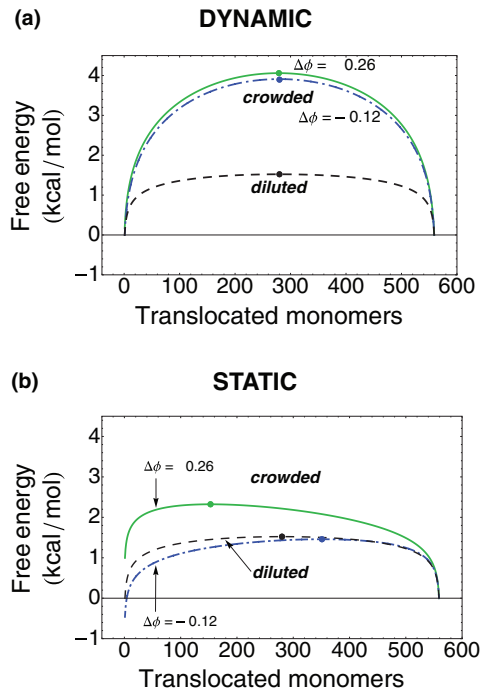 (a) DYNAMIC
Free energy
(kcal/mol)
4
3
2
1
0
−1
Δϕ = 0.26
crowded
Δϕ = − 0.12
diluted
0 100 200 300 400 500 600
Translocated monomers
(b) STATIC
Free energy
(kcal/mol)
4
3
2
1
0
−1
Δϕ = 0.26
crowded
diluted
Δϕ = − 0.12
0 100 200 300 400 500 600
Translocated monomers